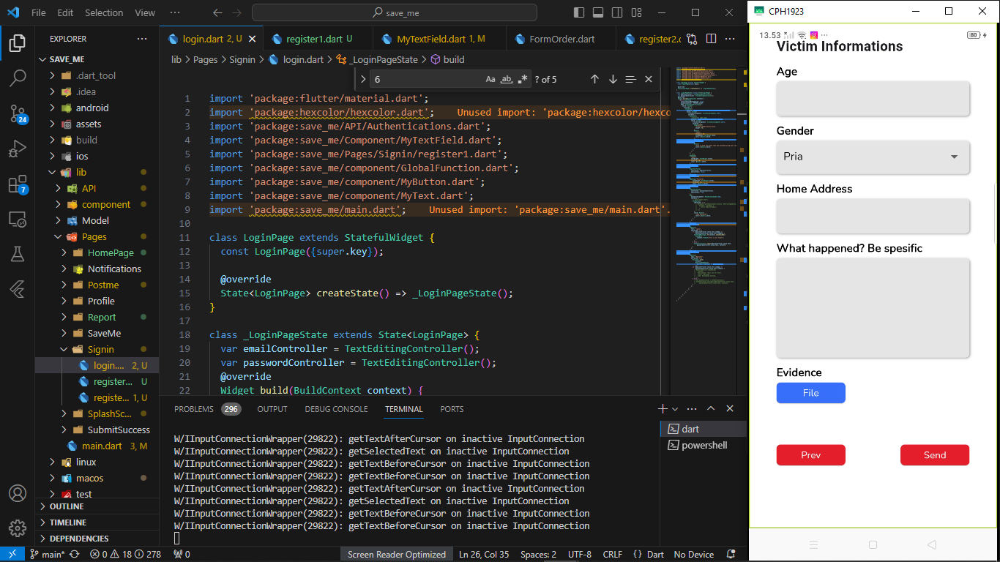 File Edit Selection View ··· save_me
CPH1923
EXPLORER
SAVE_ME
.dart_tool
.idea
android
assets
build
ios
lib
API
component
Model
Pages
HomePage
Notifications
Postme
Profile
Report
SaveMe
Signin
login.... 2, U
register... U
registe... 1, U
SplashSc...
SubmitSuccess
main.dart 3, M
linux
macos
test
OUTLINE
TIMELINE
DEPENDENCIES
24
7
login.dart 2, U register1.dart U MyTextField.dart 1, M FormOrder.dart register2.c
lib > Pages > Signin > login.dart > _LoginPageState > build
6 Aa ab ? of 5
1 import 'package:flutter/material.dart';
2 import 'package:hexcolor/hexcolor.dart'; Unused import: 'package:hexcolor/hexco
3 import 'package:save_me/API/Authentications.dart';
4 import 'package:save_me/Component/MyTextField.dart';
5 import 'package:save_me/Pages/Signin/register1.dart';
6 import 'package:save_me/component/GlobalFunction.dart';
7 import 'package:save_me/component/MyButton.dart';
8 import 'package:save_me/component/MyText.dart';
9 import 'package:save_me/main.dart'; Unused import: 'package:save_me/main.dart'.
10
11 class LoginPage extends StatefulWidget {
12 const LoginPage({super.key});
13
14 @override
15 State<LoginPage> createState() => _LoginPageState();
16 }
17
18 class _LoginPageState extends State<LoginPage> {
19 var emailController = TextEditingController();
20 var passwordController = TextEditingController();
21 @override
22 Widget build(BuildContext context) {
PROBLEMS 296 OUTPUT DEBUG CONSOLE TERMINAL PORTS
W/IInputConnectionWrapper(29822): getTextAfterCursor on inactive InputConnection
W/IInputConnectionWrapper(29822): getSelectedText on inactive InputConnection
W/IInputConnectionWrapper(29822): getTextBeforeCursor on inactive InputConnection
W/IInputConnectionWrapper(29822): getTextBeforeCursor on inactive InputConnection
W/IInputConnectionWrapper(29822): getTextAfterCursor on inactive InputConnection
W/IInputConnectionWrapper(29822): getSelectedText on inactive InputConnection
W/IInputConnectionWrapper(29822): getTextBeforeCursor on inactive InputConnection
W/IInputConnectionWrapper(29822): getTextBeforeCursor on inactive InputConnection
dart
powershell
main* 0 18 278 0 Screen Reader Optimized Ln 26, Col 35 Spaces: 2 UTF-8 CRLF {} Dart No Device
13.53 80
Victim Informations
Age
Gender
Pria
Home Address
What happened? Be spesific
Evidence
File
Prev Send